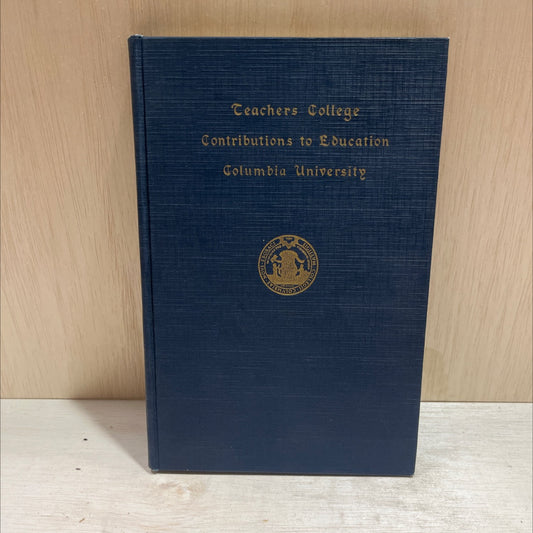 Teachers College
Contributions to Education
Columbia University